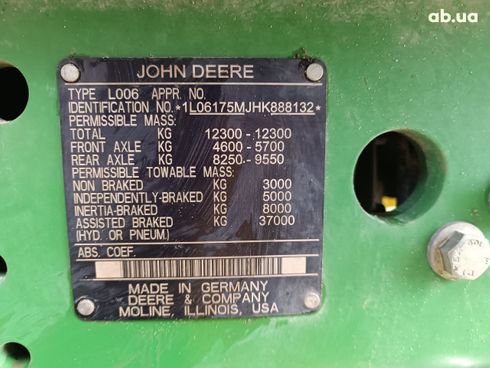 ab.ua
JOHN DEERE
TYPE L006 APPR. NO.
IDENTIFICATION NO. *1L06175MJHK888132*
PERMISSIBLE MASS:
TOTAL KG 12300 - 12300
FRONT AXLE KG 4600 - 5700
REAR AXLE KG 8250 - 9550
PERMISSIBLE TOWABLE MASS:
NON BRAKED KG 3000
INDEPENDENTLY-BRAKED KG 5000
INERTIA-BRAKED KG 8000
ASSISTED BRAKED KG 37000
(HYD. OR PNEUM.)
ABS. COEF.
MADE IN GERMANY
DEERE & COMPANY
MOLINE, ILLINOIS, USA